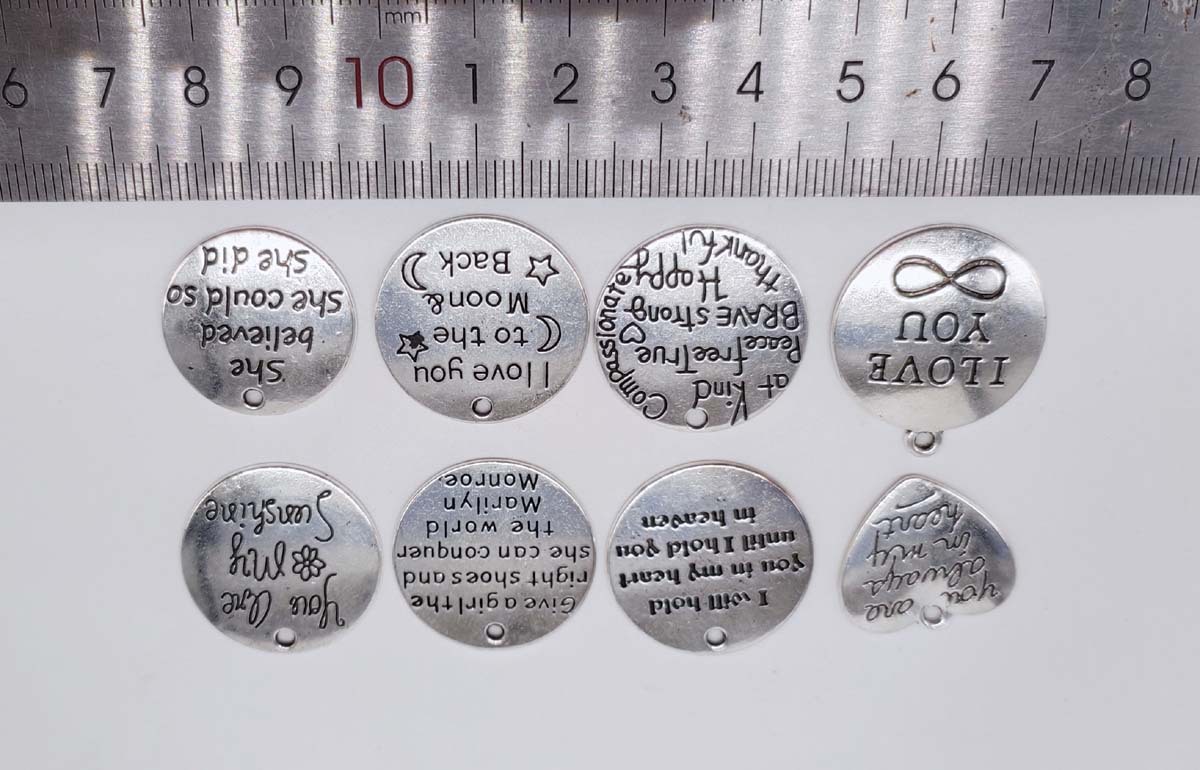 mm
6 7 8 9 10 1 2 3 4 5 6 7 8
She
believed
she could so
she did
I love you
to the
Moon&
Back
Compassionate
at Kind
Peace free True
BRAVE strong
Happy
thankful
I LOVE
YOU
You Are
My
Sunshine
Give a girl the
right shoes and
she can conquer
the world
Marilyn
Monroe.
I will hold
you in my heart
until I hold you
in heaven
you are
always
in my
heart